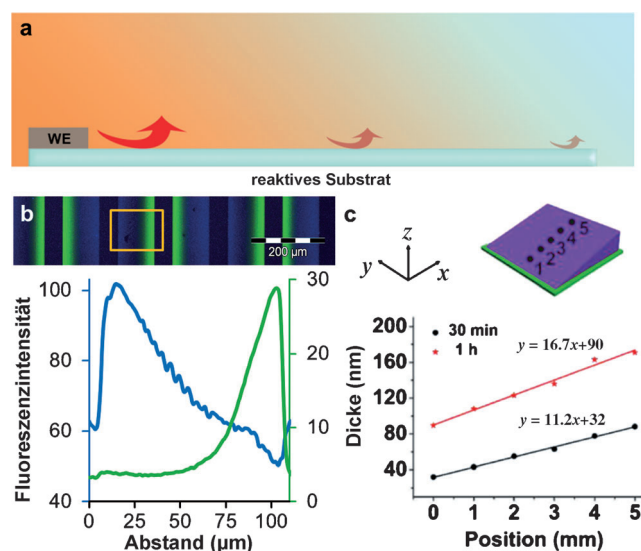 a
WE
reaktives Substrat
b
200 µm
100
80
60
40
30
20
10
0
0 25 50 75 100
Fluoreszenzintensität
Abstand (µm)
c
z
y x
1 2 3 4 5
200
160
120
80
40
30 min
1 h
y = 16.7x+90
y = 11.2x+32
Dicke (nm)
0 1 2 3 4 5
Position (mm)